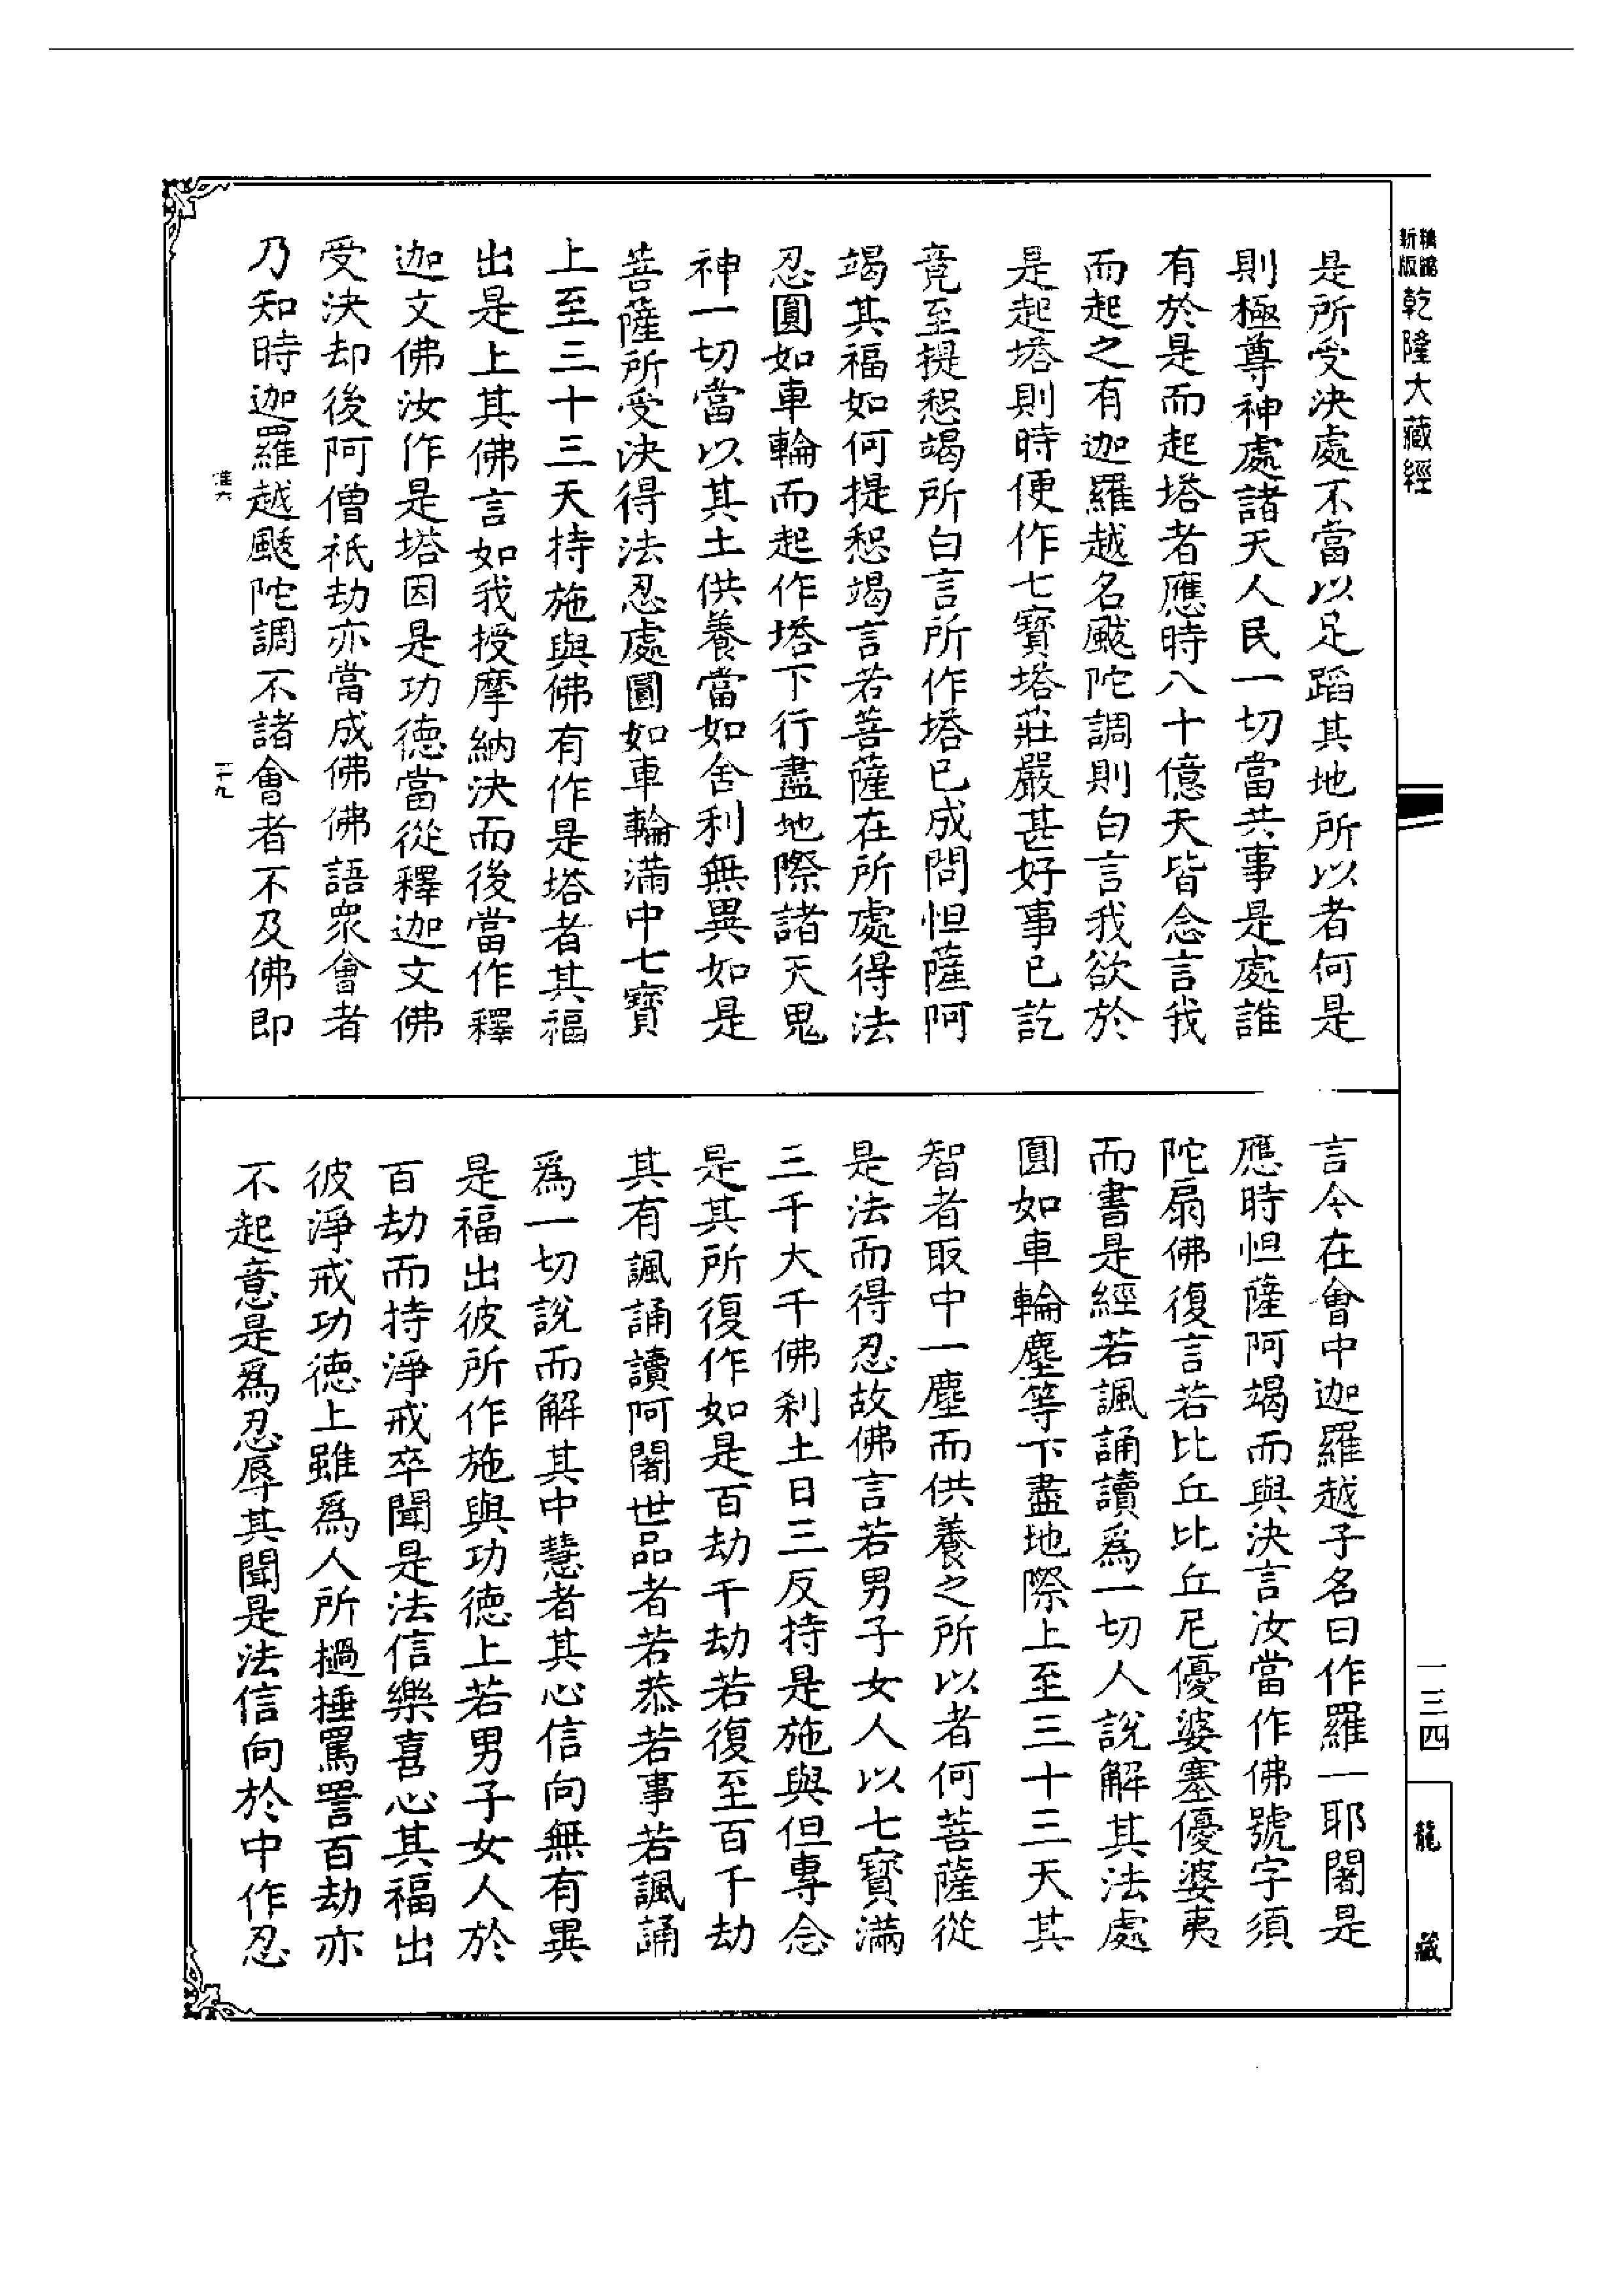 新版
精縮
乾隆大藏經
是所受決處不當以足蹈其地所以者何是
則極尊神處諸天人民一切當共事是處誰
有於是而起塔者應時八十億天皆念言我
而起之有迦羅越名颰陀調則白言我欲於
是起塔則時便作七寶塔莊嚴甚好事已訖
竟至提惒竭所白言所作塔已成問怛薩阿
竭其福如何提惒竭言若菩薩在所處得法
忍圓如車輪而起作塔下行盡地際諸天鬼
神一切當以其土供養當如舍利無異如是
菩薩所受決得法忍處圓如車輪滿中七寶
上至三十三天持施與佛有作是塔者其福
出是上其佛言如我授摩納決而後當作釋
迦文佛汝作是塔因是功德當從釋迦文佛
受決却後阿僧祇劫亦當成佛佛語眾會者
乃知時迦羅越颰陀調不諸會者不及佛即
言今在會中迦羅越子名曰作羅一耶闍是
應時怛薩阿竭而與決言汝當作佛號字須
陀扇佛復言若比丘比丘尼優婆塞優婆夷
而書是經若諷誦讀爲一切人說解其法處
圓如車輪塵等下盡地際上至三十三天其
智者取中一塵而供養之所以者何菩薩從
是法而得忍故佛言若男子女人以七寶滿
三千大千佛剎土日三反持是施與但專念
是其所復作如是百劫千劫若復至百千劫
其有諷誦讀阿闍世品者若恭若事若諷誦
爲一切說而解其中慧者其心信向無有異
是福出彼所作施與功德上若男子女人於
百劫而持淨戒卒聞是法信樂喜心其福出
彼淨戒功德上雖爲人所撾捶罵詈百劫亦
不起意是爲忍辱其聞是法信向於中作忍
一三四
龍藏